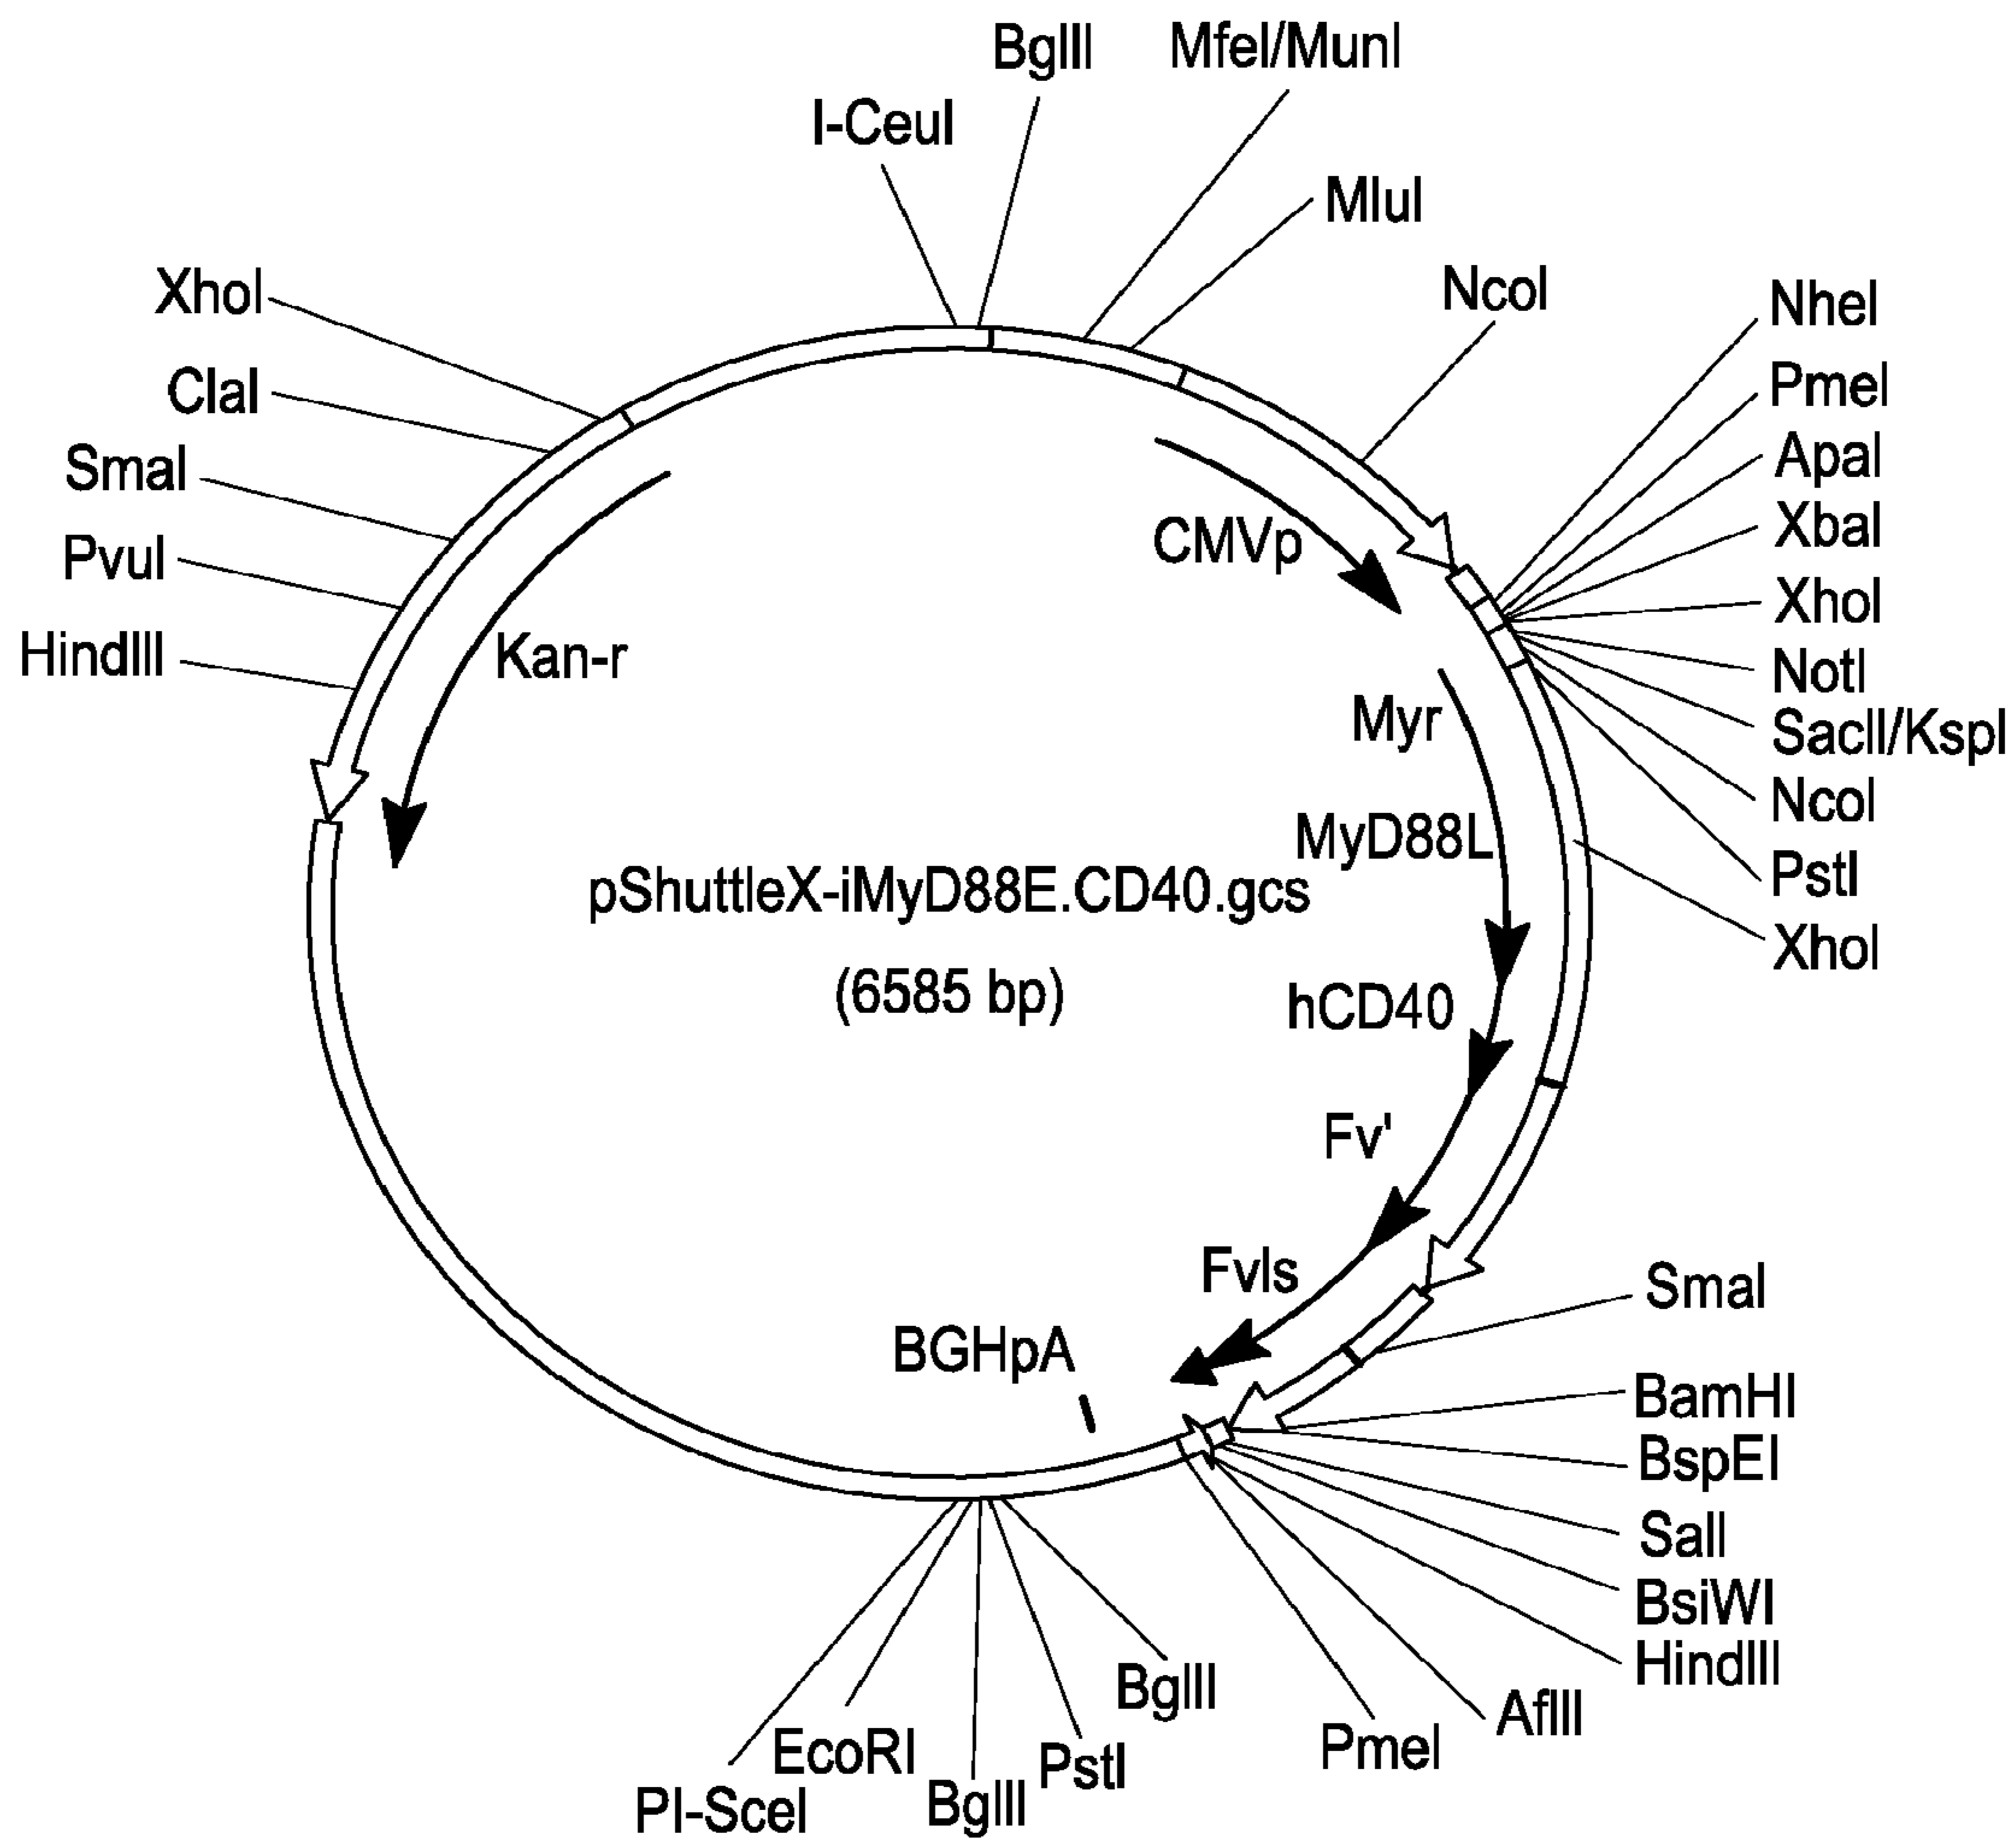 BglII
MfeI/MunI
I-CeuI
MluI
NcoI
NheI
PmeI
ApaI
XbaI
XhoI
NotI
SacII/KspI
NcoI
PstI
XhoI
XhoI
ClaI
SmaI
PvuI
HindIII
CMVp
Kan-r
Myr
MyD88L
pShuttleX-iMyD88E.CD40.gcs
(6585 bp)
hCD40
Fv'
Fvls
BGHpA
SmaI
BamHI
BspEI
SalI
BsiWI
HindIII
AflII
PmeI
BglII
PstI
BglII
EcoRI
PI-SceI